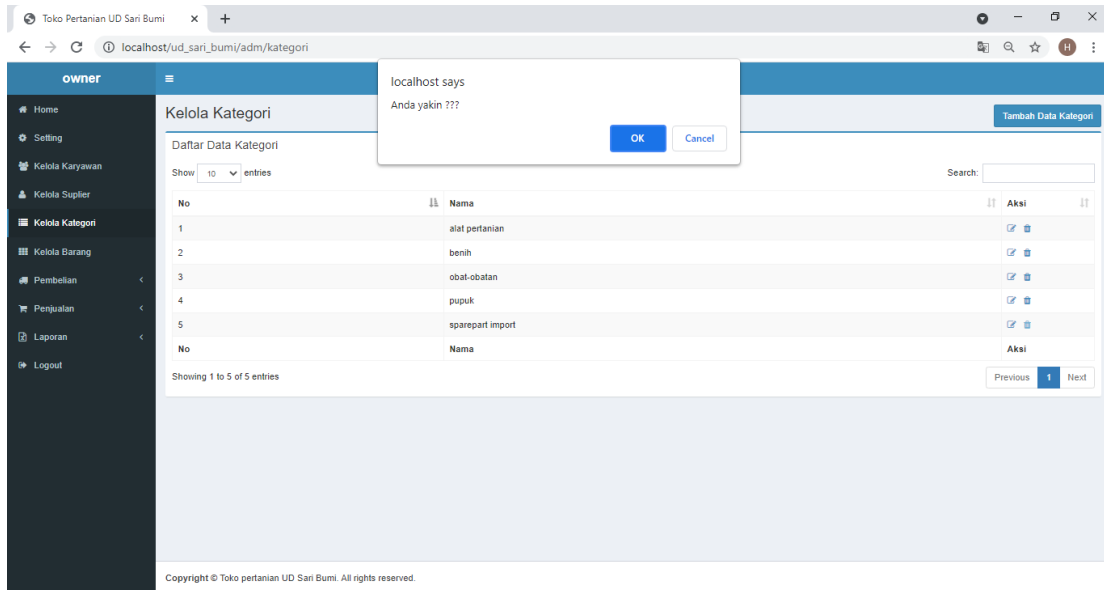 Toko Pertanian UD Sari Bumi
localhost/ud_sari_bumi/adm/kategori
H
owner
localhost says
Anda yakin ???
OK Cancel
Home
Setting
Kelola Karyawan
Kelola Suplier
Kelola Kategori
Kelola Barang
Pembelian
Penjualan
Laporan
Logout
Kelola Kategori
Tambah Data Kategori
Daftar Data Kategori
Show 10 entries
Search:
No Nama Aksi
1 alat pertanian
2 benih
3 obat-obatan
4 pupuk
5 sparepart import
No Nama Aksi
Showing 1 to 5 of 5 entries
Previous 1 Next
Copyright © Toko pertanian UD Sari Bumi. All rights reserved.